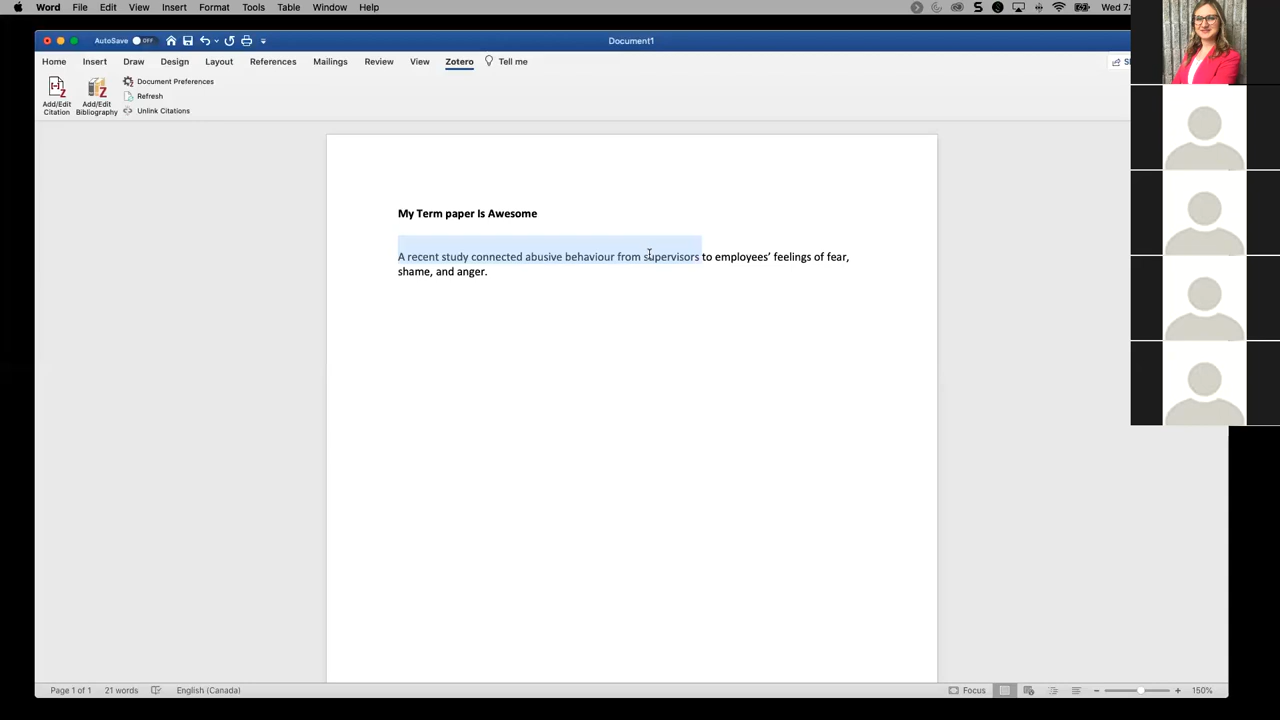 Word File Edit View Insert Format Tools Table Window Help
Wed 7:
AutoSave OFF
Document1
Home Insert Draw Design Layout References Mailings Review View Zotero Tell me
Add/Edit Citation
Add/Edit Bibliography
Document Preferences
Refresh
Unlink Citations
My Term paper Is Awesome
A recent study connected abusive behaviour from supervisors to employees’ feelings of fear,
shame, and anger.
Page 1 of 1 21 words English (Canada) Focus 150%